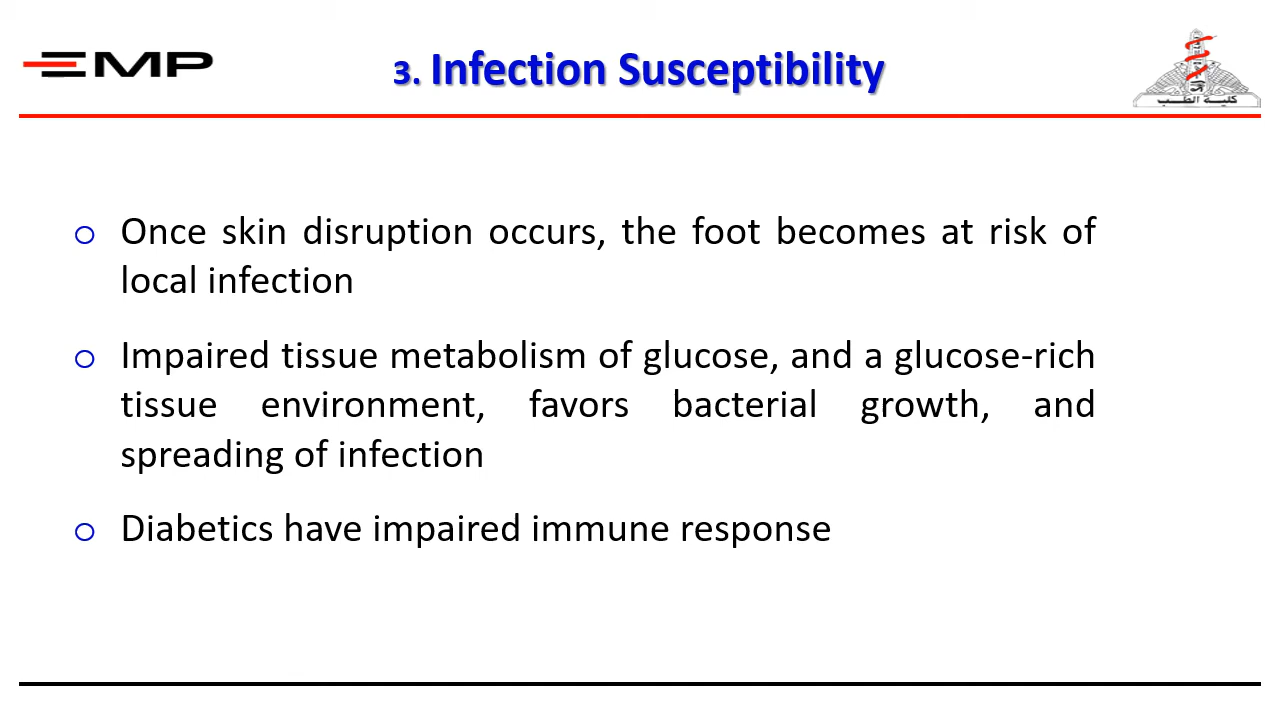 EMP
3. Infection Susceptibility
كلية الطب
o Once skin disruption occurs, the foot becomes at risk of
local infection
o Impaired tissue metabolism of glucose, and a glucose-rich
tissue environment, favors bacterial growth, and
spreading of infection
o Diabetics have impaired immune response